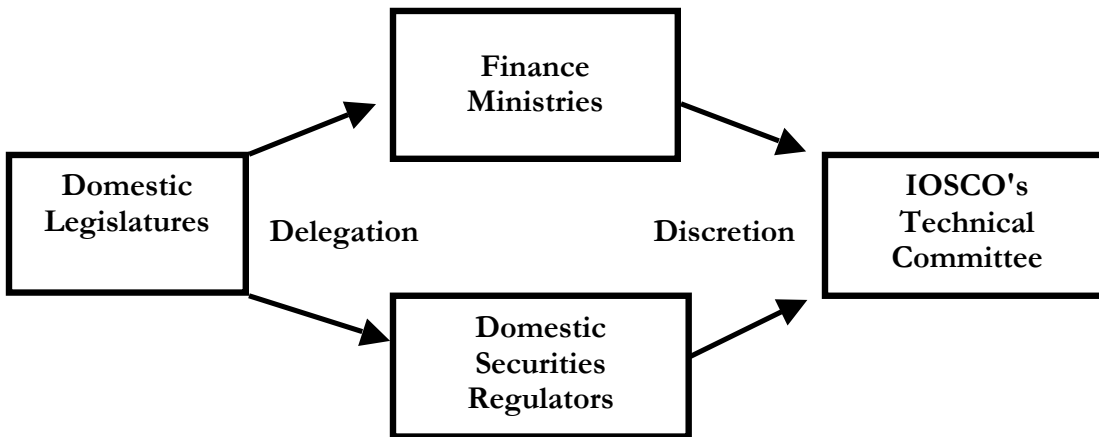 Finance
Ministries
Domestic
Legislatures
Delegation
Discretion
IOSCO's
Technical
Committee
Domestic
Securities
Regulators